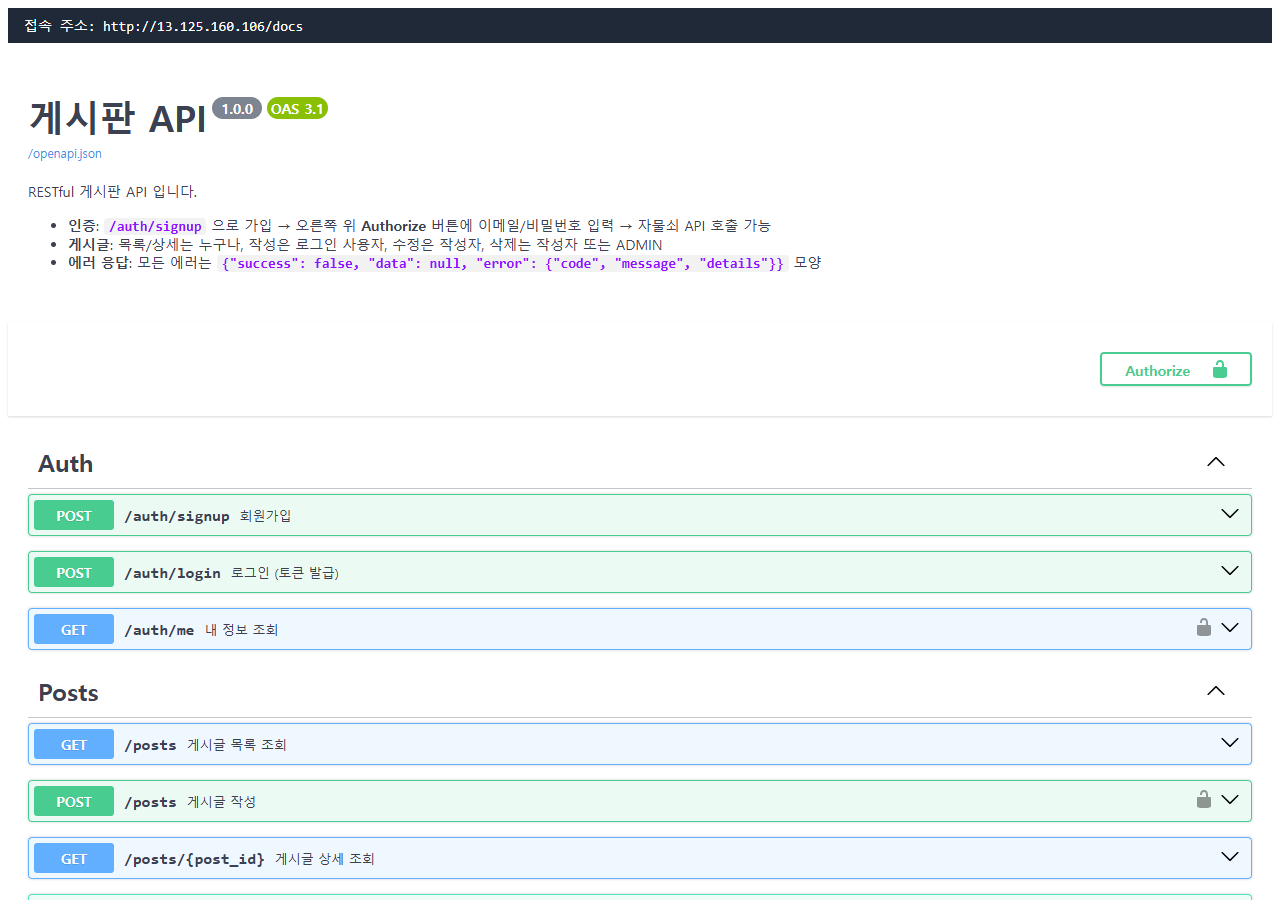 접속 주소: http://13.125.160.106/docs
게시판 API 1.0.0 OAS 3.1
/openapi.json
RESTful 게시판 API 입니다.
인증: /auth/signup 으로 가입 → 오른쪽 위 Authorize 버튼에 이메일/비밀번호 입력 → 자물쇠 API 호출 가능
게시글: 목록/상세는 누구나, 작성은 로그인 사용자, 수정은 작성자, 삭제는 작성자 또는 ADMIN
에러 응답: 모든 에러는 {"success": false, "data": null, "error": {"code", "message", "details"}} 모양
Authorize
Auth
POST /auth/signup 회원가입
POST /auth/login 로그인 (토큰 발급)
GET /auth/me 내 정보 조회
Posts
GET /posts 게시글 목록 조회
POST /posts 게시글 작성
GET /posts/{post_id} 게시글 상세 조회